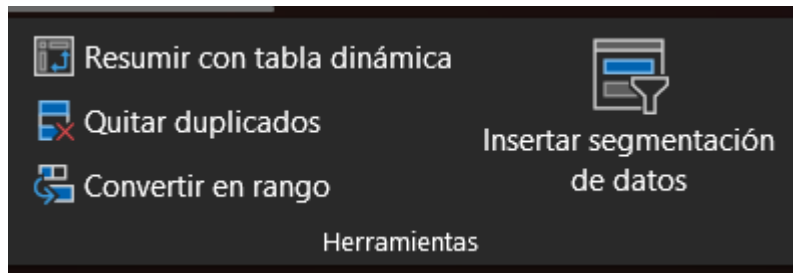 Resumir con tabla dinámica
Quitar duplicados
Convertir en rango
Insertar segmentación
de datos
Herramientas